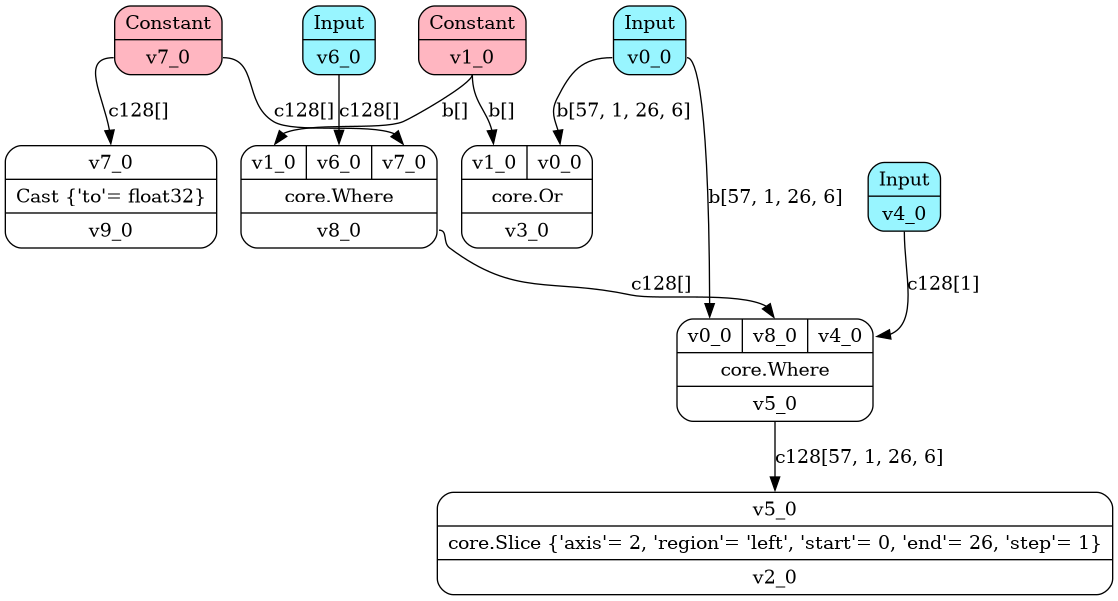 Constant
v7_0
Input
v6_0
Constant
v1_0
Input
v0_0
c128[]
c128[]
c128[]
b[]
b[]
b[57, 1, 26, 6]
v7_0
Cast {'to'= float32}
v9_0
v1_0 v6_0 v7_0
core.Where
v8_0
v1_0 v0_0
core.Or
v3_0
b[57, 1, 26, 6]
Input
v4_0
c128[]
c128[1]
v0_0 v8_0 v4_0
core.Where
v5_0
c128[57, 1, 26, 6]
v5_0
core.Slice {'axis'= 2, 'region'= 'left', 'start'= 0, 'end'= 26, 'step'= 1}
v2_0